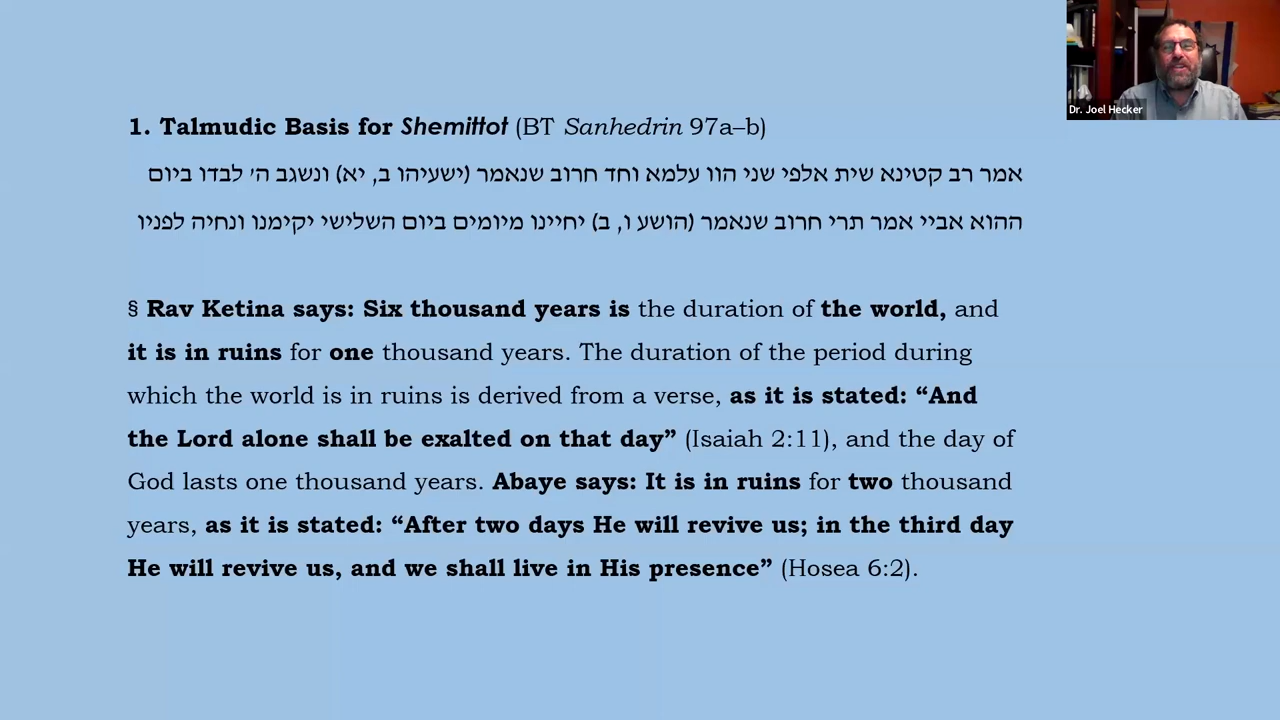 Dr. Joel Hecker
1. Talmudic Basis for Shemittot (BT Sanhedrin 97a–b)
אמר רב קטינא שית אלפי שני הוו עלמא וחד חרוב שנאמר (ישעיהו ב, יא) ונשגב ה׳ לבדו ביום
ההוא אביי אמר תרי חרוב שנאמר (הושע ו, ב) יחיינו מיומים ביום השלישי יקימנו ונחיה לפניו
§ Rav Ketina says: Six thousand years is the duration of the world, and
it is in ruins for one thousand years. The duration of the period during
which the world is in ruins is derived from a verse, as it is stated: “And
the Lord alone shall be exalted on that day” (Isaiah 2:11), and the day of
God lasts one thousand years. Abaye says: It is in ruins for two thousand
years, as it is stated: “After two days He will revive us; in the third day
He will revive us, and we shall live in His presence” (Hosea 6:2).